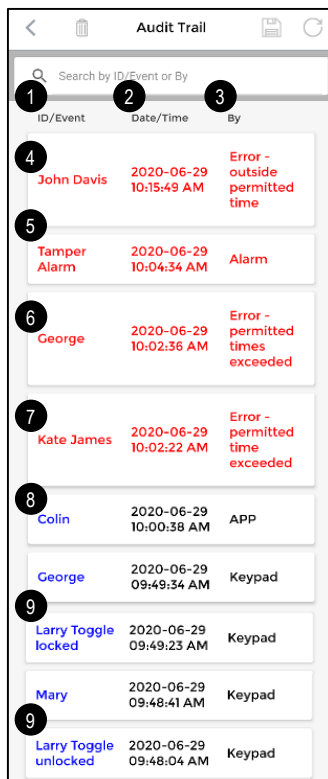 Audit Trail
Search by ID/Event or By
1 2 3
ID/Event Date/Time By
4
John Davis 2020-06-29 10:15:49 AM Error - outside permitted time
5
Tamper Alarm 2020-06-29 10:04:34 AM Alarm
6
George 2020-06-29 10:02:36 AM Error - permitted times exceeded
7
Kate James 2020-06-29 10:02:22 AM Error - permitted time exceeded
8
Colin 2020-06-29 10:00:38 AM APP
George 2020-06-29 09:49:34 AM Keypad
9
Larry Toggle locked 2020-06-29 09:49:23 AM Keypad
Mary 2020-06-29 09:48:41 AM Keypad
9
Larry Toggle unlocked 2020-06-29 09:48:04 AM Keypad